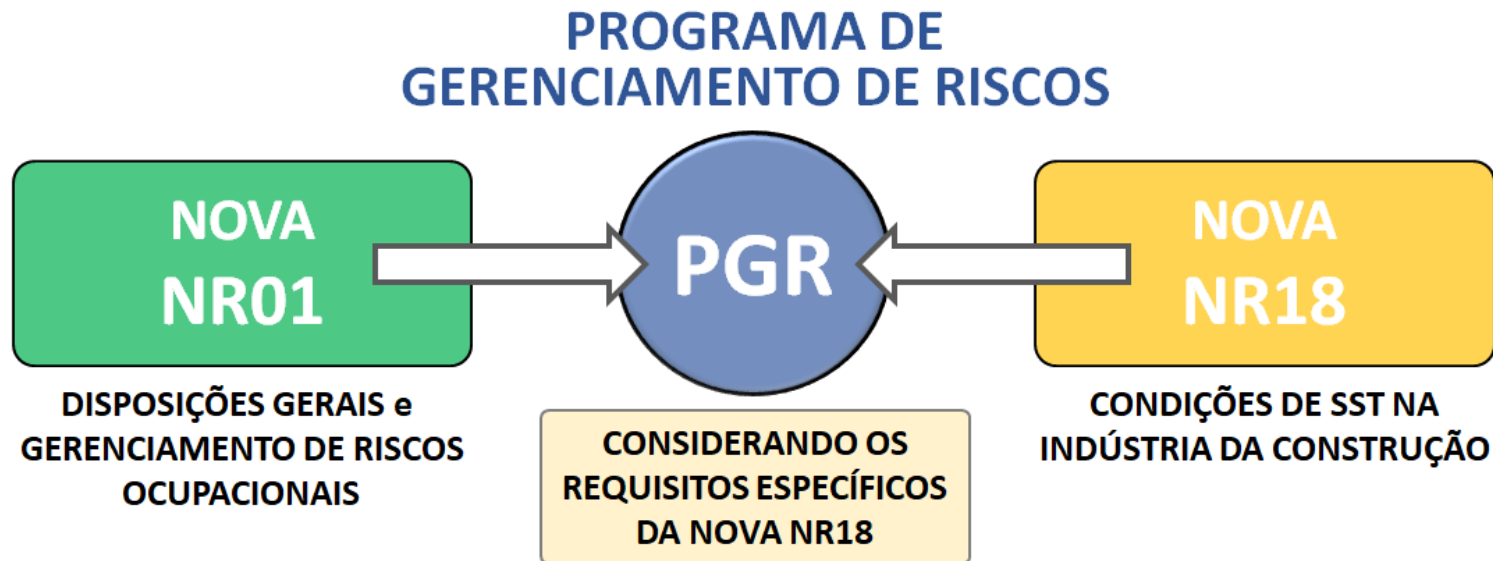 PROGRAMA DE
GERENCIAMENTO DE RISCOS
NOVA
NR01
PGR
NOVA
NR18
DISPOSIÇÕES GERAIS e
GERENCIAMENTO DE RISCOS
OCUPACIONAIS
CONSIDERANDO OS
REQUISITOS ESPECÍFICOS
DA NOVA NR18
CONDIÇÕES DE SST NA
INDÚSTRIA DA CONSTRUÇÃO